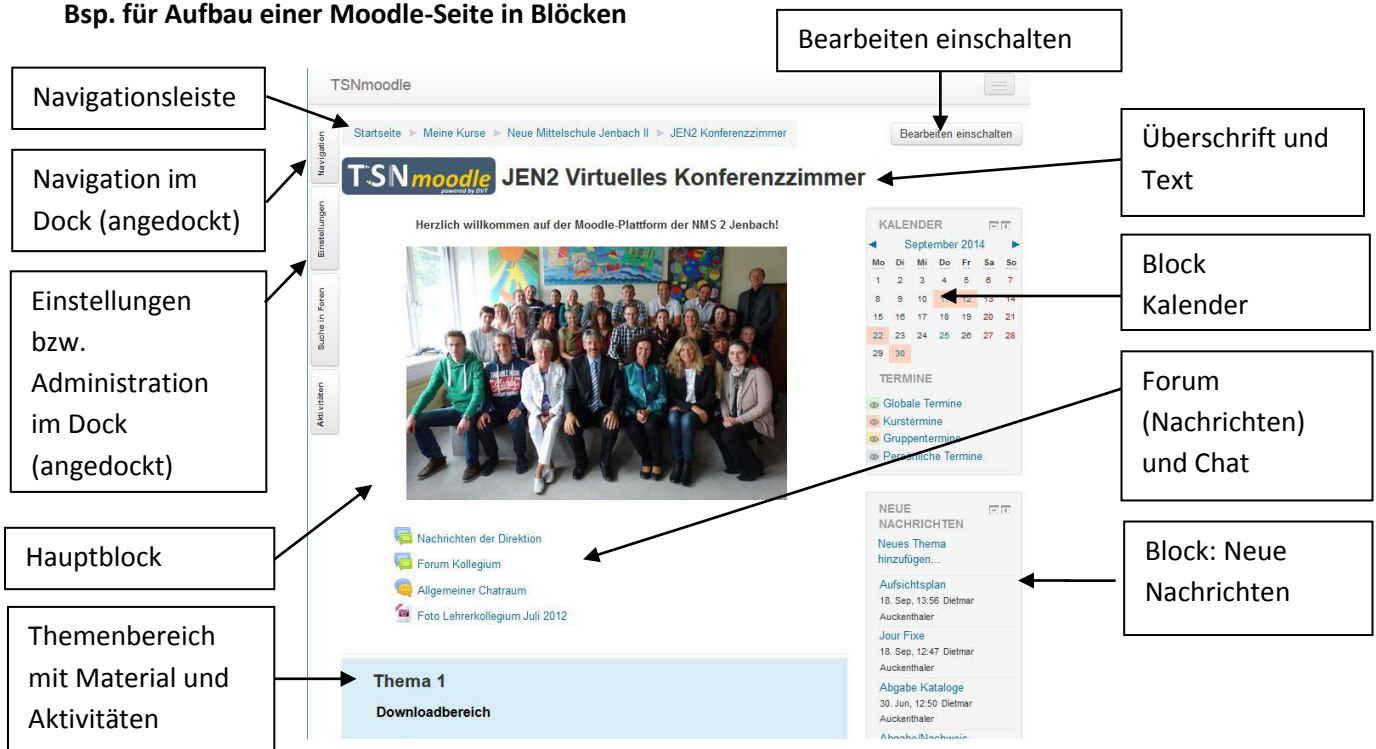 Bsp. für Aufbau einer Moodle-Seite in Blöcken
Bearbeiten einschalten
Navigationsleiste
Navigation im
Dock (angedockt)
Einstellungen
bzw.
Administration
im Dock
(angedockt)
Hauptblock
Themenbereich
mit Material und
Aktivitäten
TSNmoodle
Startseite ► Meine Kurse ► Neue Mittelschule Jenbach II ► JEN2 Konferenzzimmer
Bearbeiten einschalten
Navigation
Einstellungen
Suche in Foren
Aktivitäten
TSN moodle
powered by DVT
JEN2 Virtuelles Konferenzzimmer
Herzlich willkommen auf der Moodle-Plattform der NMS 2 Jenbach!
Nachrichten der Direktion
Forum Kollegium
Allgemeiner Chatraum
Foto Lehrerkollegium Juli 2012
Thema 1
Downloadbereich
KALENDER
◄ September 2014 ►
Mo Di Mi Do Fr Sa So
1 2 3 4 5 6 7
8 9 10 11 12 13 14
15 16 17 18 19 20 21
22 23 24 25 26 27 28
29 30
TERMINE
Globale Termine
Kurstermine
Gruppentermine
Persönliche Termine
NEUE
NACHRICHTEN
Neues Thema
hinzufügen...
Aufsichtsplan
18. Sep, 13:56 Dietmar
Auckenthaler
Jour Fixe
18. Sep, 12:47 Dietmar
Auckenthaler
Abgabe Kataloge
30. Jun, 12:50 Dietmar
Auckenthaler
Abgabe/Nachweis
Überschrift und
Text
Block
Kalender
Forum
(Nachrichten)
und Chat
Block: Neue
Nachrichten